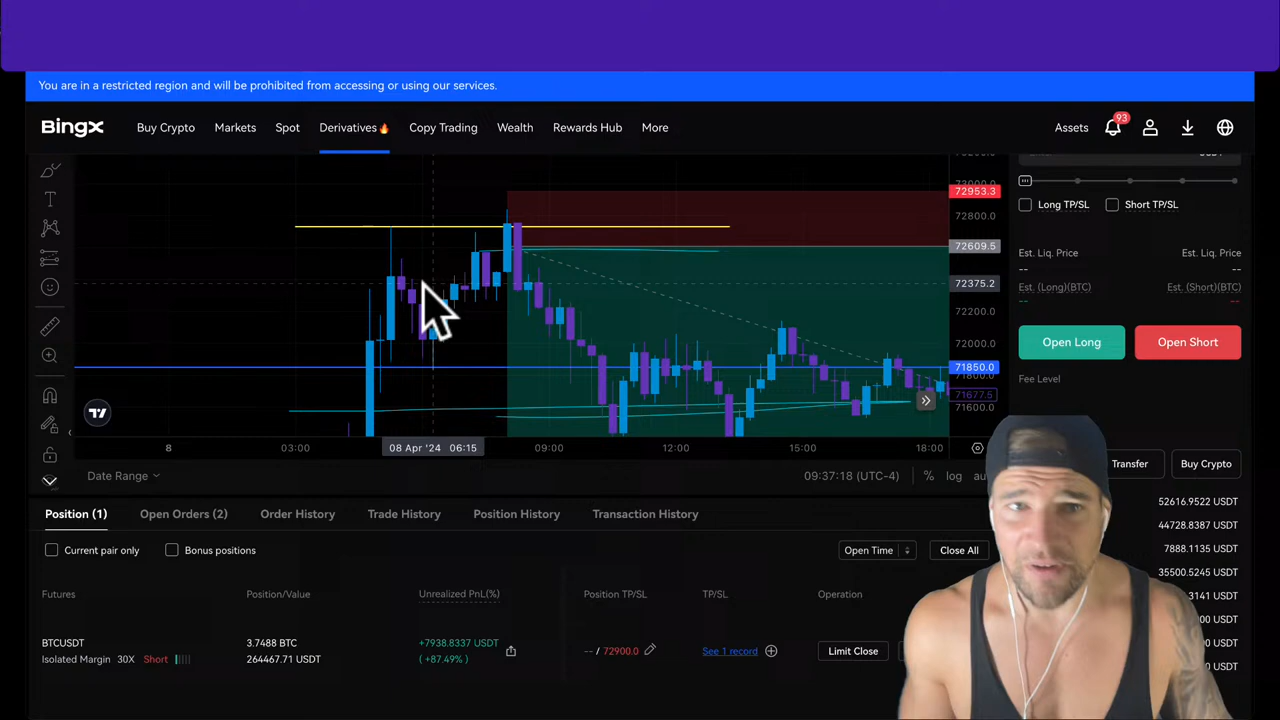 You are in a restricted region and will be prohibited from accessing or using our services.
BingX
Buy Crypto
Markets
Spot
Derivatives
Copy Trading
Wealth
Rewards Hub
More
Assets
93
72953.3
72800.0
72609.5
72375.2
72200.0
72000.0
71850.0
71800.0
71677.5
71600.0
USDT
Long TP/SL
Short TP/SL
Est. Liq. Price
Est. Liq. Price
--
--
Est. (Long)(BTC)
Est. (Short)(BTC)
--
--
Open Long
Open Short
Fee Level
8
03:00
08 Apr '24 06:15
09:00
12:00
15:00
18:00
Date Range
09:37:18 (UTC-4)
%
log
Transfer
Buy Crypto
Position (1)
Open Orders (2)
Order History
Trade History
Position History
Transaction History
Current pair only
Bonus positions
Open Time
Close All
Futures
Position/Value
Unrealized PnL(%)
Position TP/SL
TP/SL
Operation
BTCUSDT
Isolated Margin 30X Short
3.7488 BTC
264467.71 USDT
+7938.8337 USDT
( +87.49% )
-- / 72900.0
See 1 record
Limit Close
52616.9522 USDT
44728.8387 USDT
7888.1135 USDT
35500.5245 USDT
3141 USDT
USDT
USDT
USDT